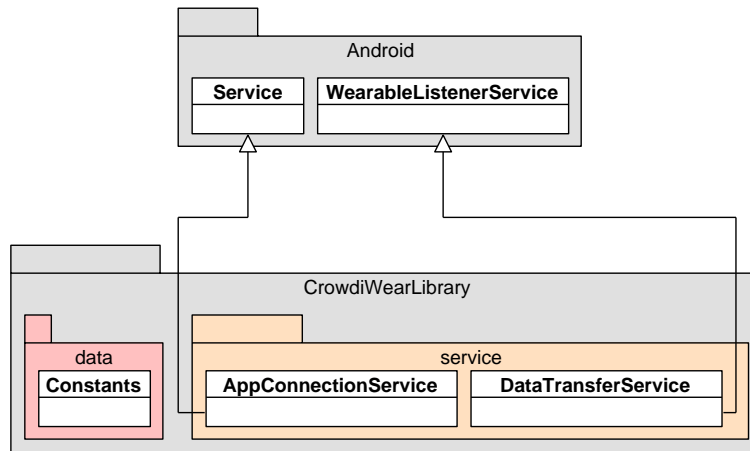 Android
Service
WearableListenerService
CrowdiWearLibrary
data
service
Constants
AppConnectionService
DataTransferService